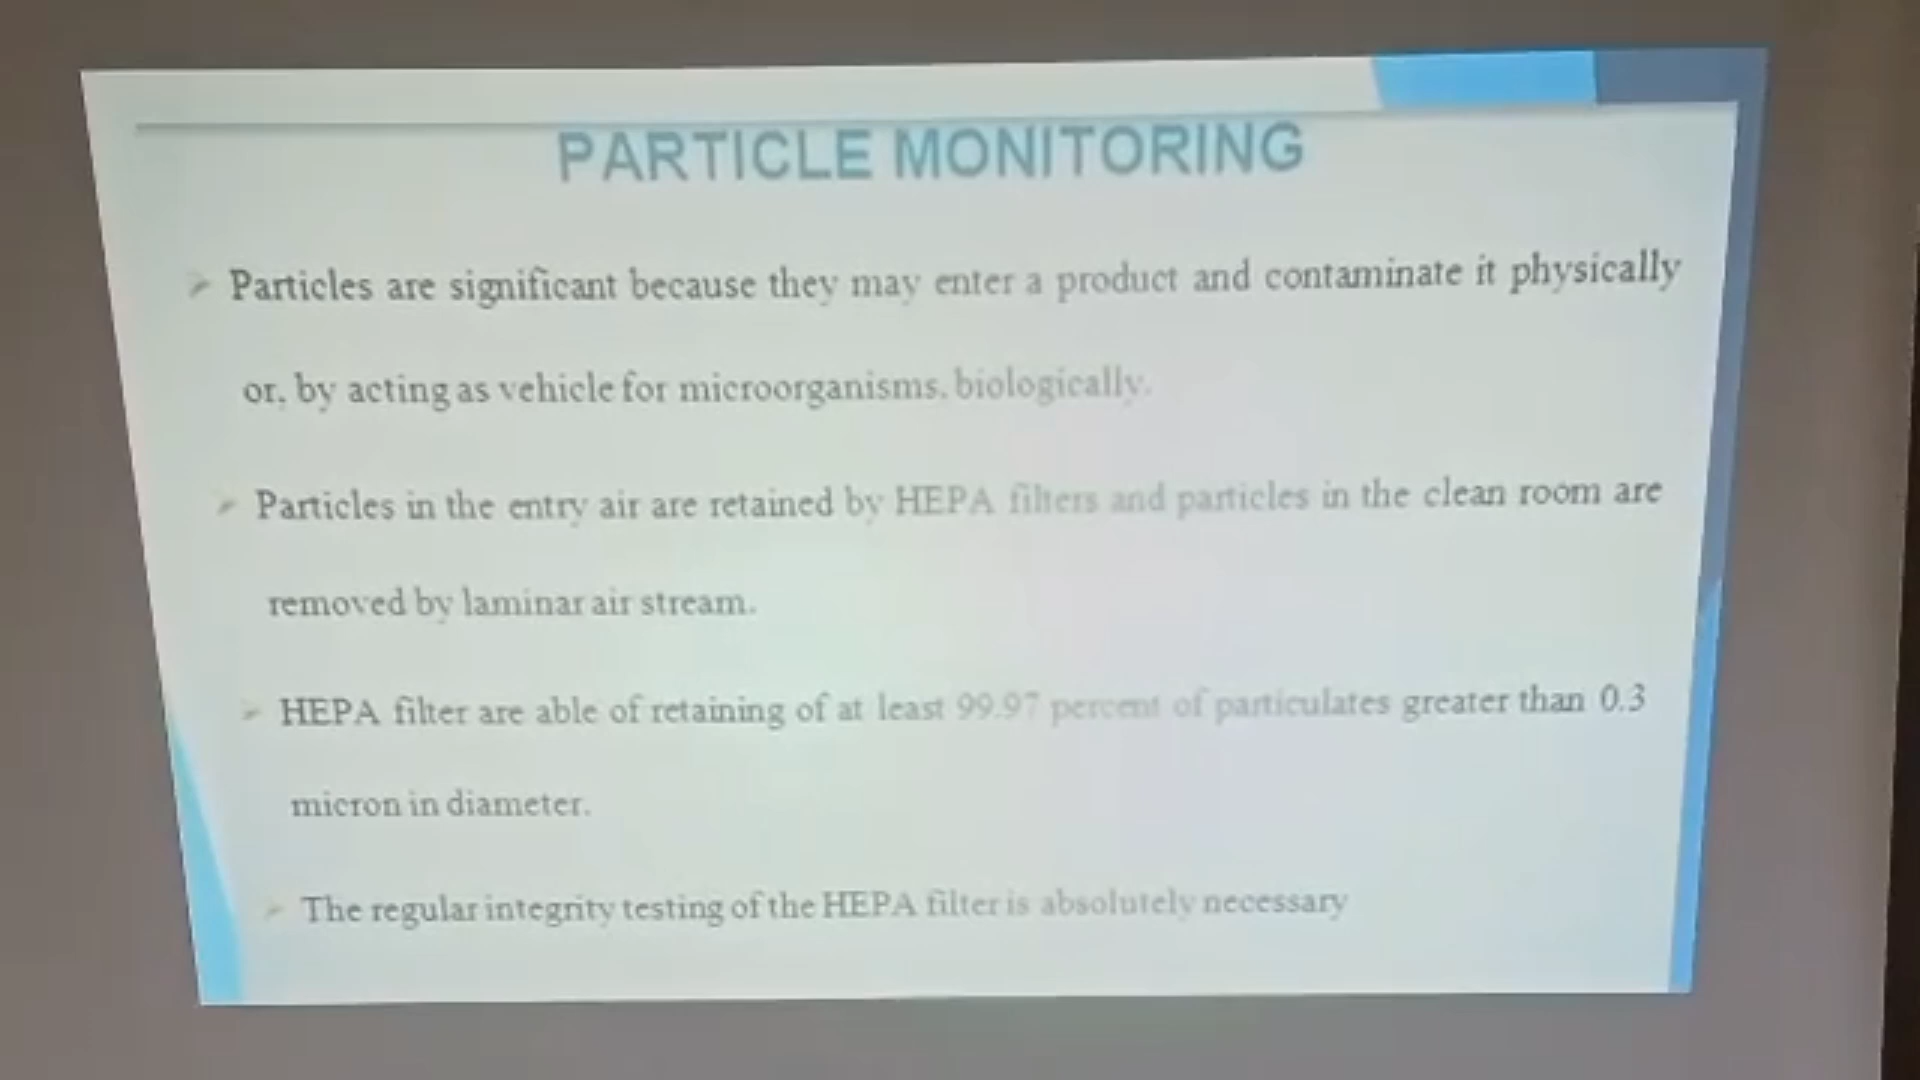 PARTICLE MONITORING
➢ Particles are significant because they may enter a product and contaminate it physically
or, by acting as vehicle for microorganisms, biologically.
➢ Particles in the entry air are retained by HEPA filters and particles in the clean room are
removed by laminar air stream.
➢ HEPA filter are able of retaining of at least 99.97 percent of particulates greater than 0.3
micron in diameter.
➢ The regular integrity testing of the HEPA filter is absolutely necessary